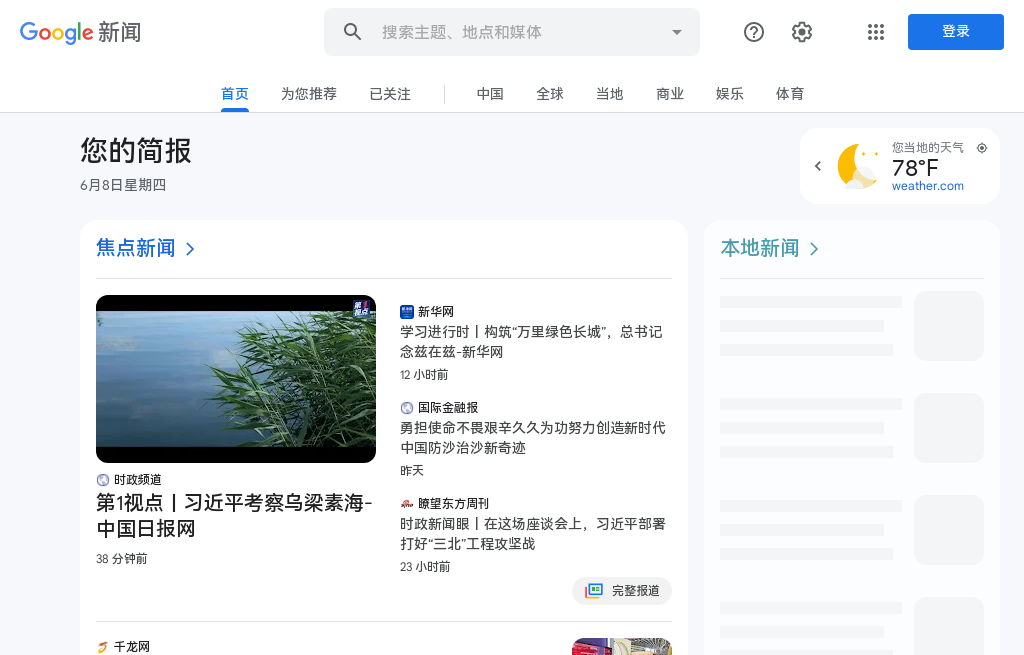 Google 新闻
搜索主题、地点和媒体
登录
首页
为您推荐
已关注
中国
全球
当地
商业
娱乐
体育
您的简报
6月8日星期四
您当地的天气
78°F
weather.com
焦点新闻
本地新闻
第1
视点
时政频道
第1视点丨习近平考察乌梁素海-
中国日报网
38 分钟前
新华网
学习进行时丨构筑“万里绿色长城”，总书记
念兹在兹-新华网
12 小时前
国际金融报
勇担使命不畏艰辛久久为功努力创造新时代
中国防沙治沙新奇迹
昨天
瞭望东方周刊
时政新闻眼丨在这场座谈会上，习近平部署
打好“三北”工程攻坚战
23 小时前
完整报道
千龙网